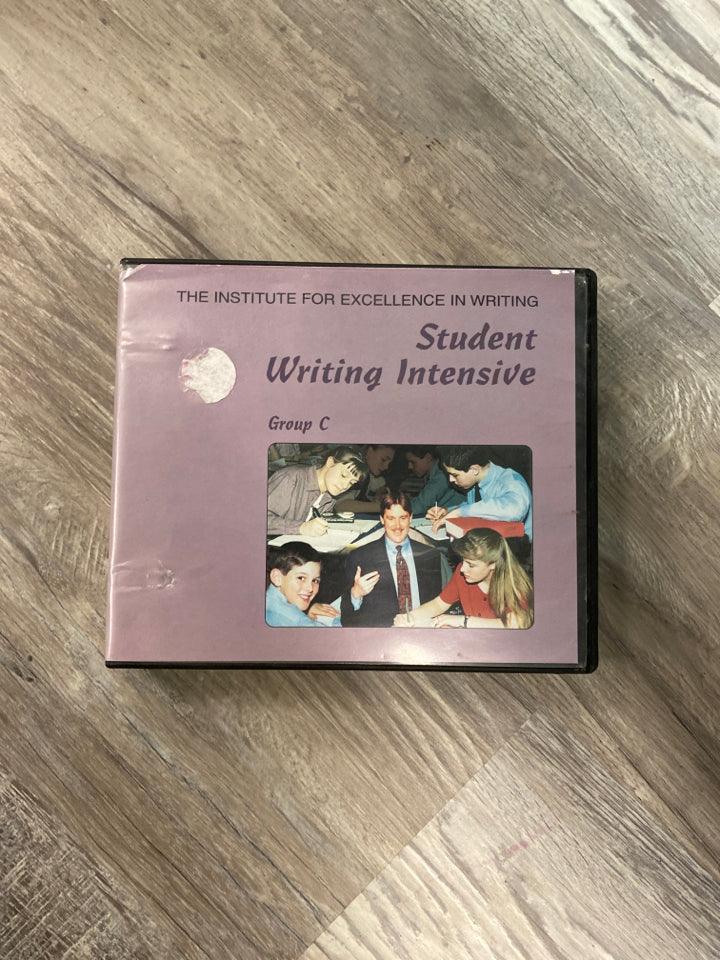 THE INSTITUTE FOR EXCELLENCE IN WRITING
Student
Writing Intensive
Group C